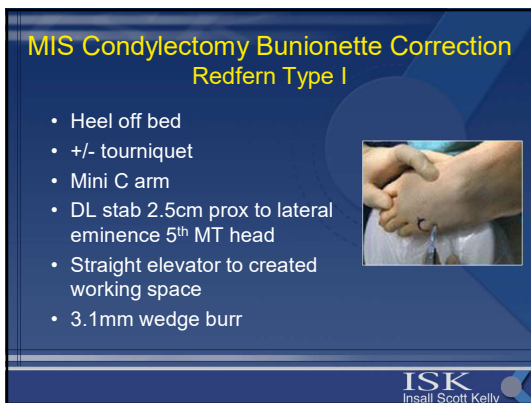 MIS Condylectomy Bunionette Correction
Redfern Type I
• Heel off bed
• +/- tourniquet
• Mini C arm
• DL stab 2.5cm prox to lateral
eminence 5th MT head
• Straight elevator to created
working space
• 3.1mm wedge burr
ISK
Insall Scott Kelly